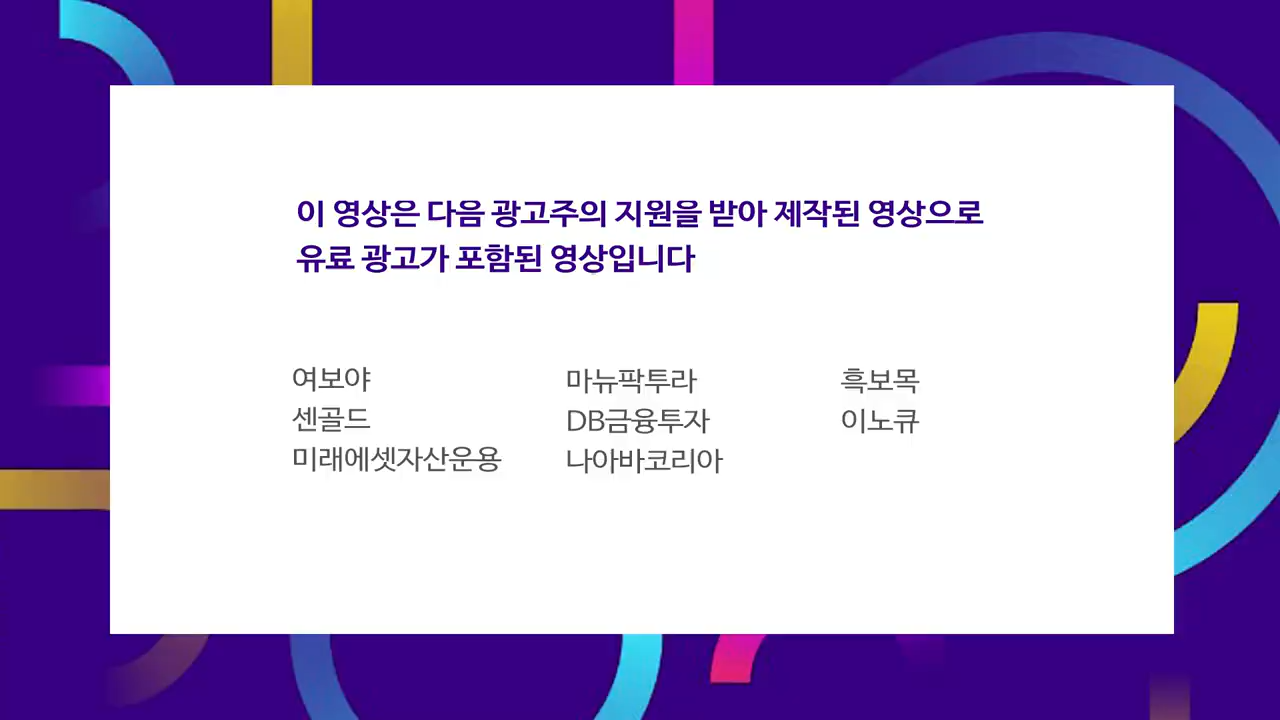 이 영상은 다음 광고주의 지원을 받아 제작된 영상으로
유료 광고가 포함된 영상입니다
여보야
센골드
미래에셋자산운용
마뉴팍투라
DB금융투자
나아바코리아
흑보목
이노큐